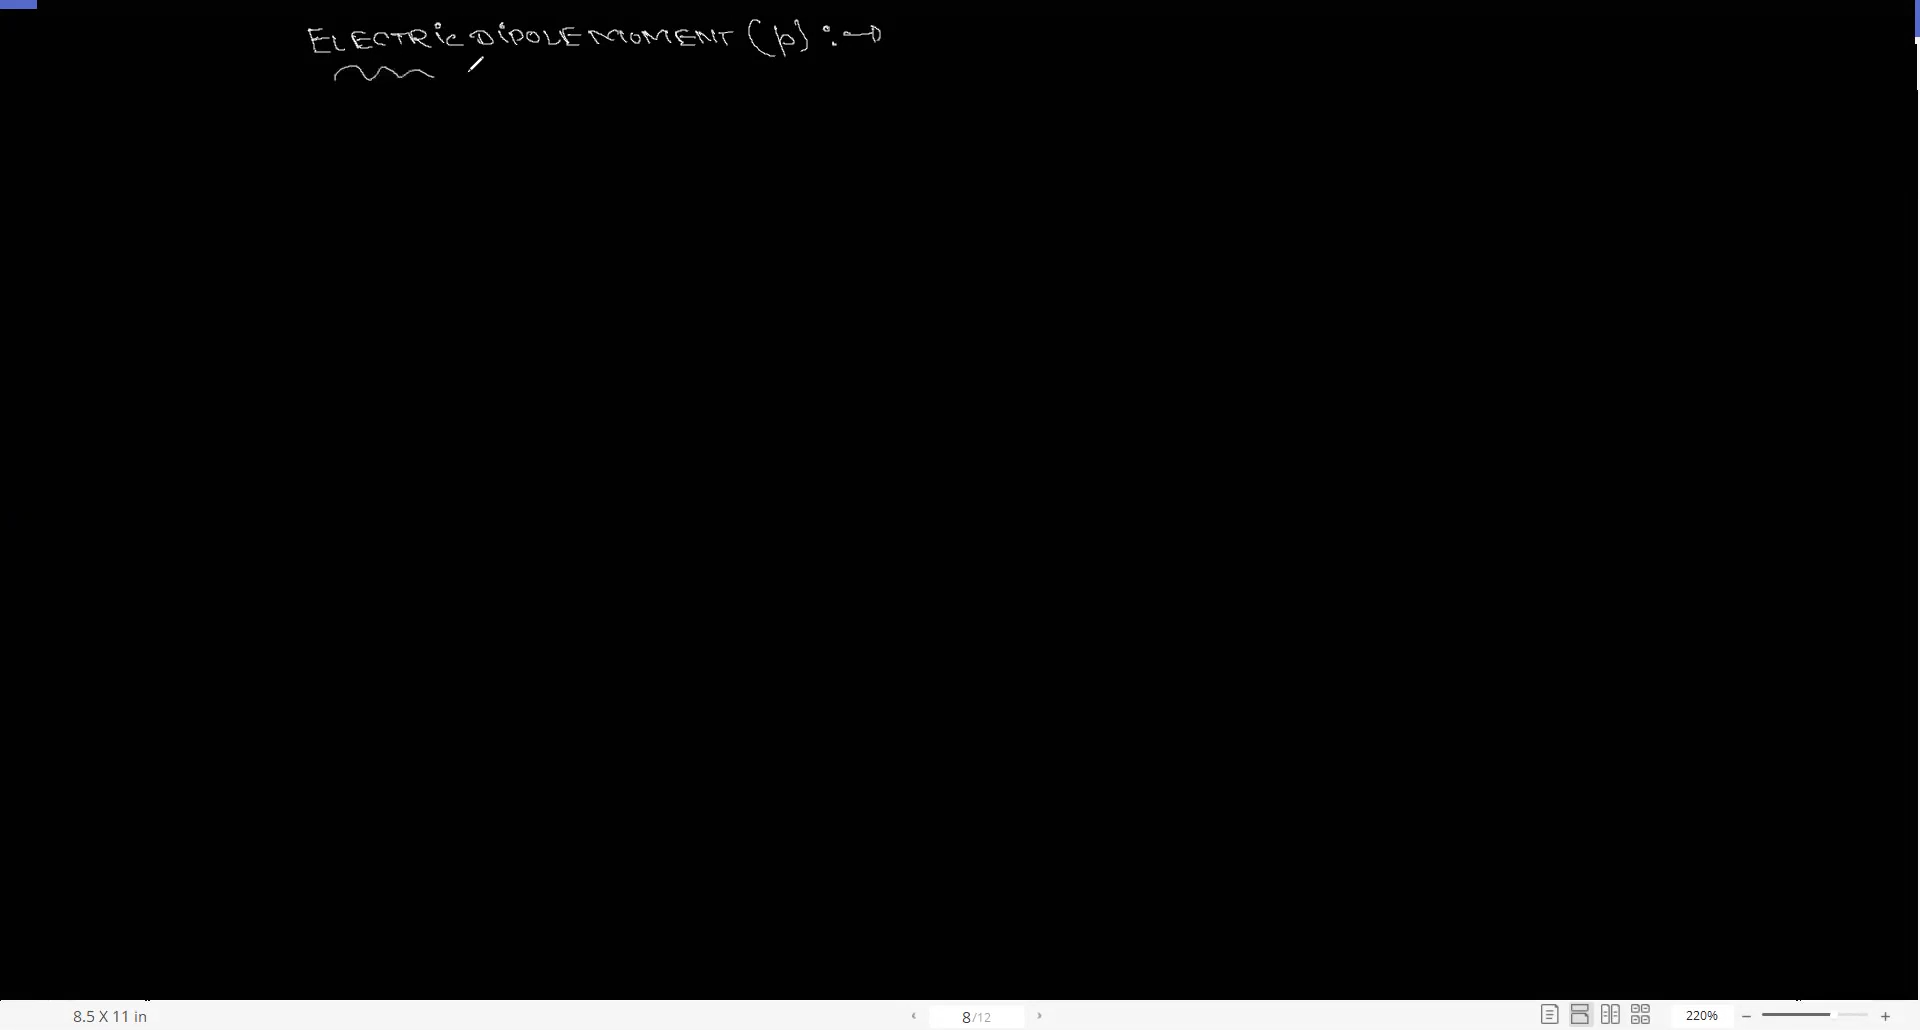 ELECTRiC DiPOLE MOMENT (p) :→
8.5 X 11 in
‹ 8/12 ›
220% − +